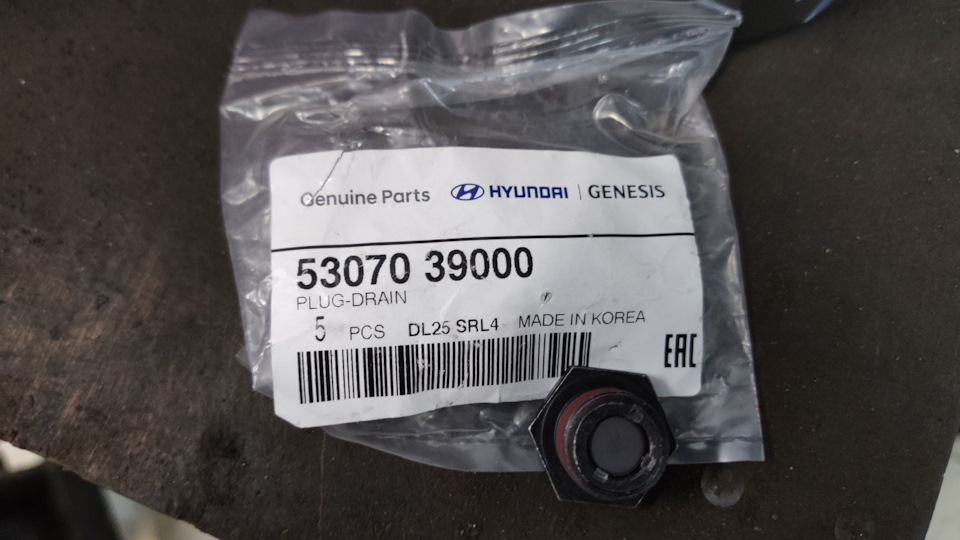 Genuine Parts HYUNDAI | GENESIS
53070 39000
PLUG-DRAIN
5 PCS DL25 SRL4 MADE IN KOREA
EAC